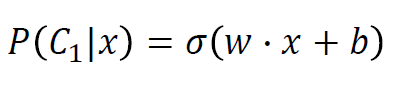 P(C₁|x) = σ(w · x + b)